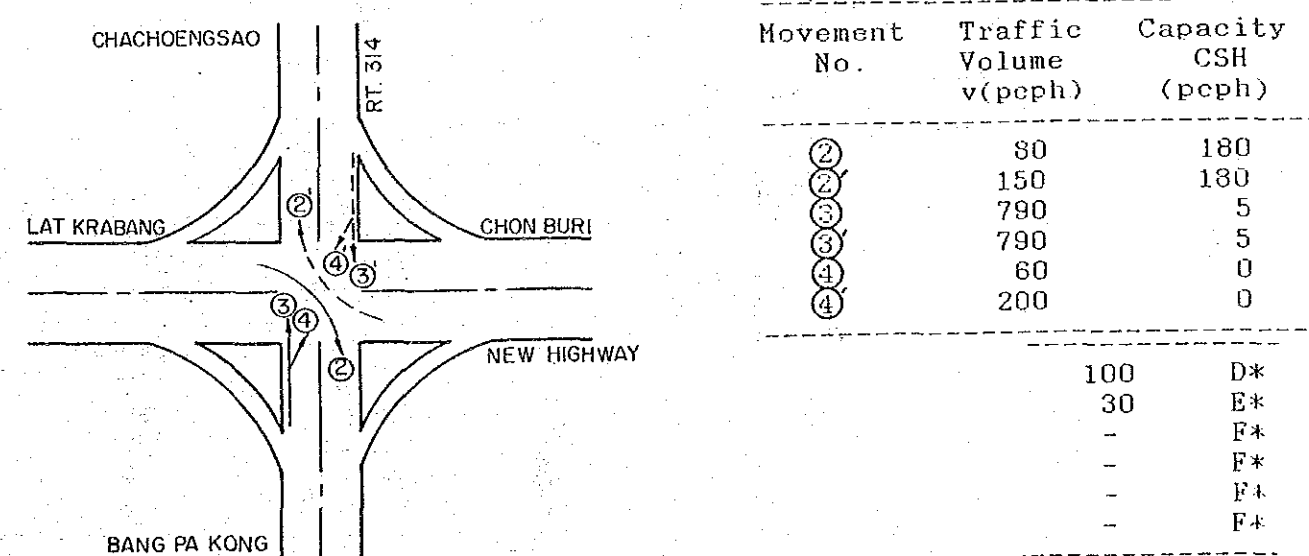 CHACHOENGSAO
RT. 314
LAT KRABANG
CHON BURI
②'
④'
③'
③
④
②
NEW HIGHWAY
BANG PA KONG
Movement Traffic Capacity
No. Volume CSH
v(pcph) (pcph)
② 80 180
②' 150 180
③ 790 5
③' 790 5
④ 60 0
④' 200 0
100 D*
30 E*
- F*
- F*
- F*
- F*